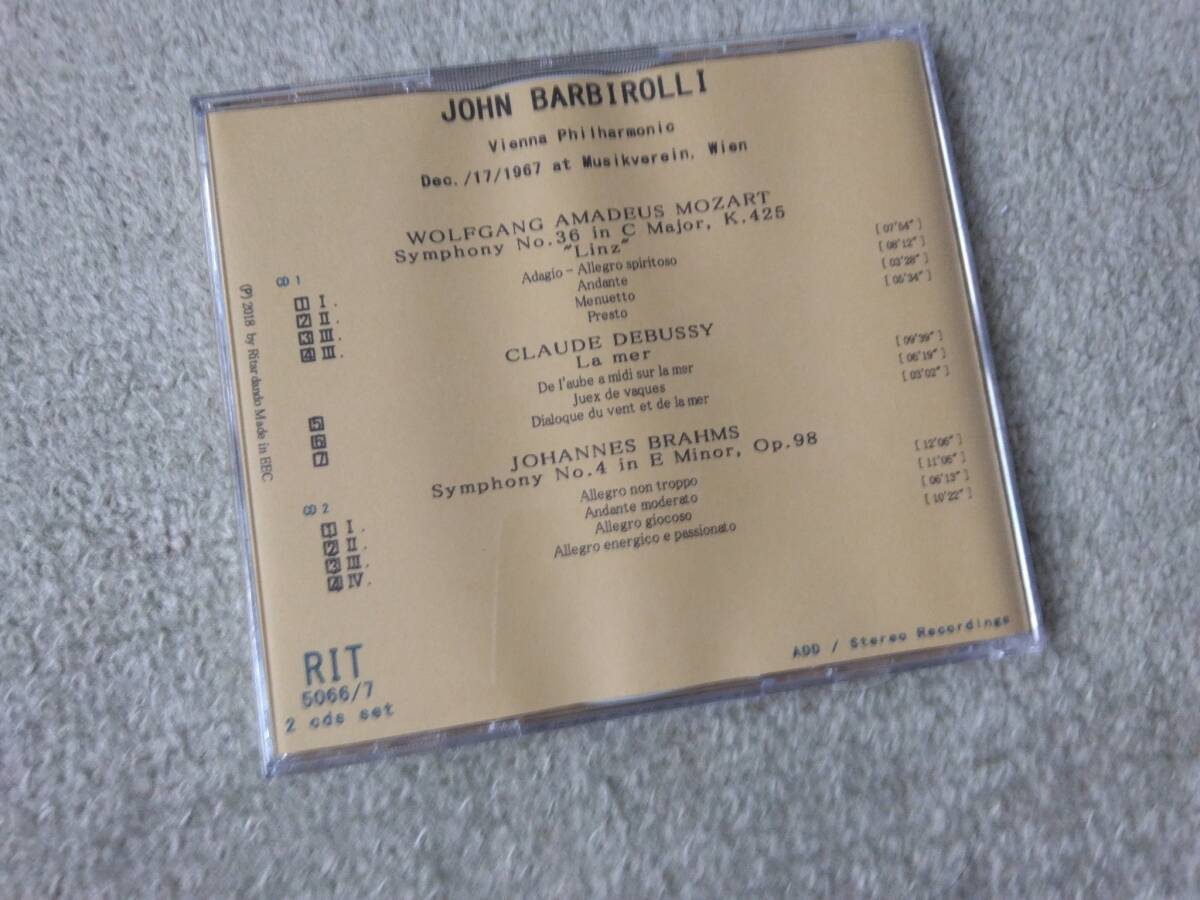 JOHN BARBIROLLI
Vienna Philharmonic
Dec./17/1967 at Musikverein, Wien
WOLFGANG AMADEUS MOZART
Symphony No.36 in C Major, K.425
"Linz"
CD 1
1 I. Adagio - Allegro spiritoso [07'54"]
2 II. Andante [08'12"]
3 III. Menuetto [03'28"]
4 III. Presto [05'34"]
CLAUDE DEBUSSY
La mer
5 De l'aube a midi sur la mer [09'39"]
6 Juex de vaques [06'19"]
7 Dialoque du vent et de la mer [03'02"]
JOHANNES BRAHMS
Symphony No.4 in E Minor, Op.98
CD 2
1 I. Allegro non troppo [12'06"]
2 II. Andante moderato [11'06"]
3 III. Allegro giocoso [06'13"]
4 IV. Allegro energico e passionato [10'22"]
RIT
5066/7
2 cds set
ADD / Stereo Recordings
(P) 2018 by Ritardando Made in EEC